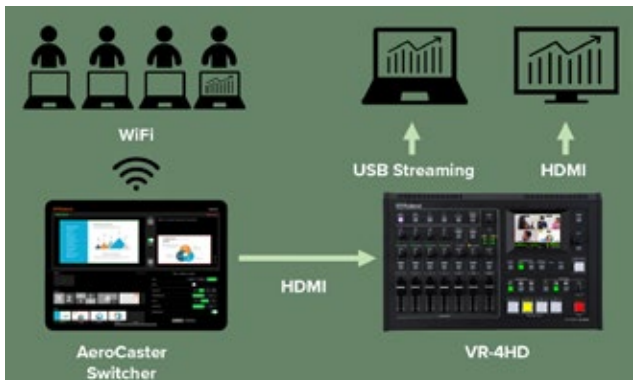 WiFi
USB Streaming
HDMI
HDMI
AeroCaster
Switcher
VR-4HD